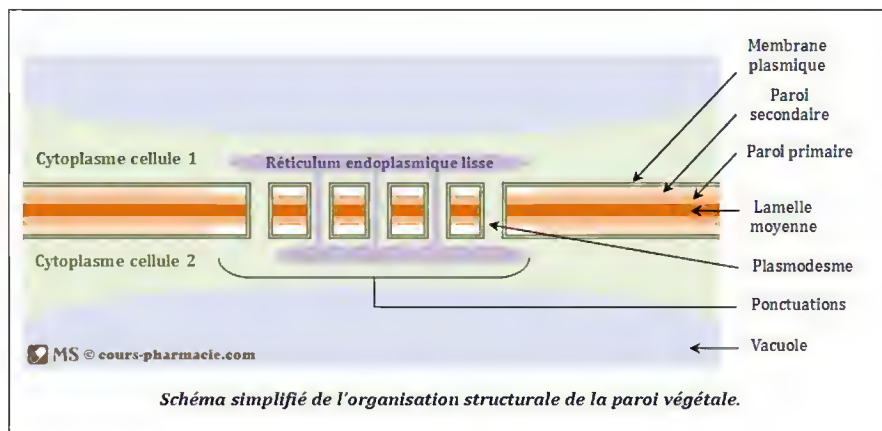 Membrane
plasmique
Paroi
secondaire
Cytoplasme cellule 1
Réticulum endoplasmique lisse
Paroi primaire
Lamelle
moyenne
Cytoplasme cellule 2
Plasmodesme
Ponctuations
MS © cours-pharmacie.com
Vacuole
Schéma simplifié de l'organisation structurale de la paroi végétale.